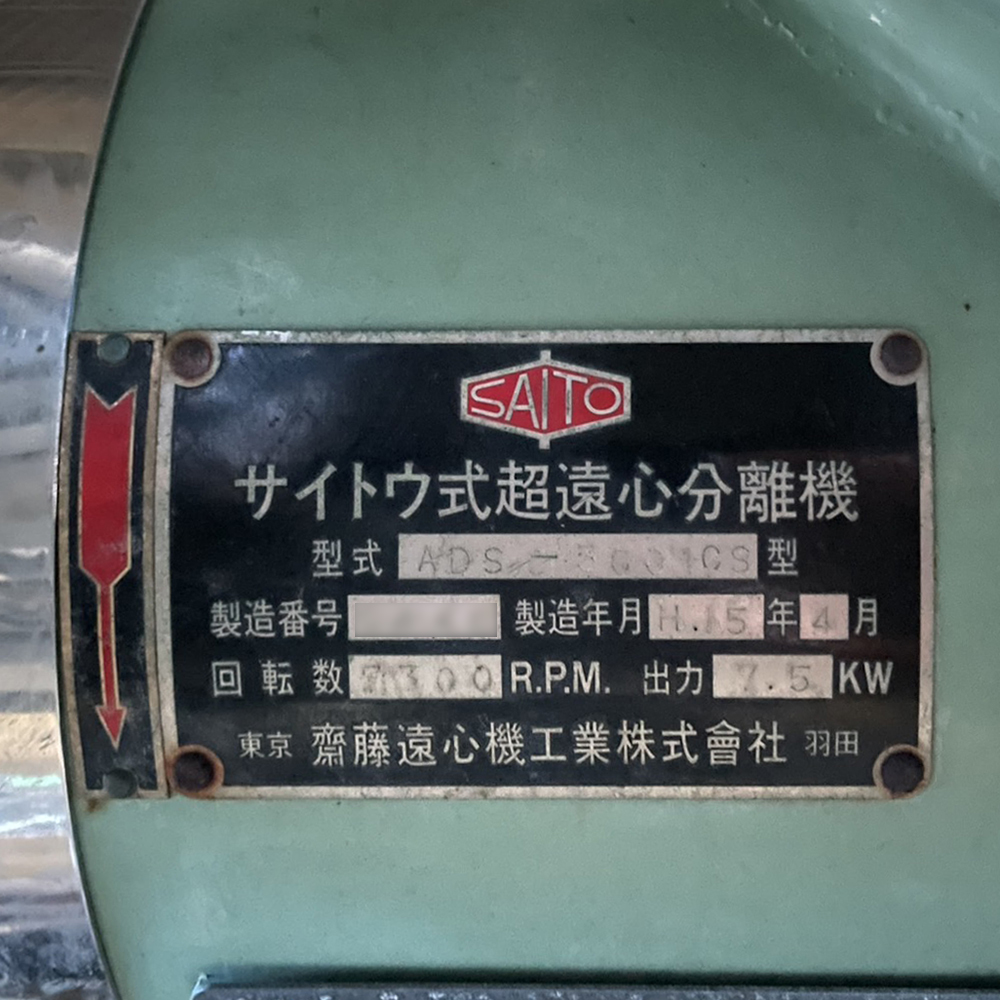 SAITO
サイトウ式超遠心分離機
型式 ADS-3001CS 型
製造番号 製造年月 H.15 年 4 月
回転数 7300 R.P.M. 出力 7.5 KW
東京 齋藤遠心機工業株式會社 羽田